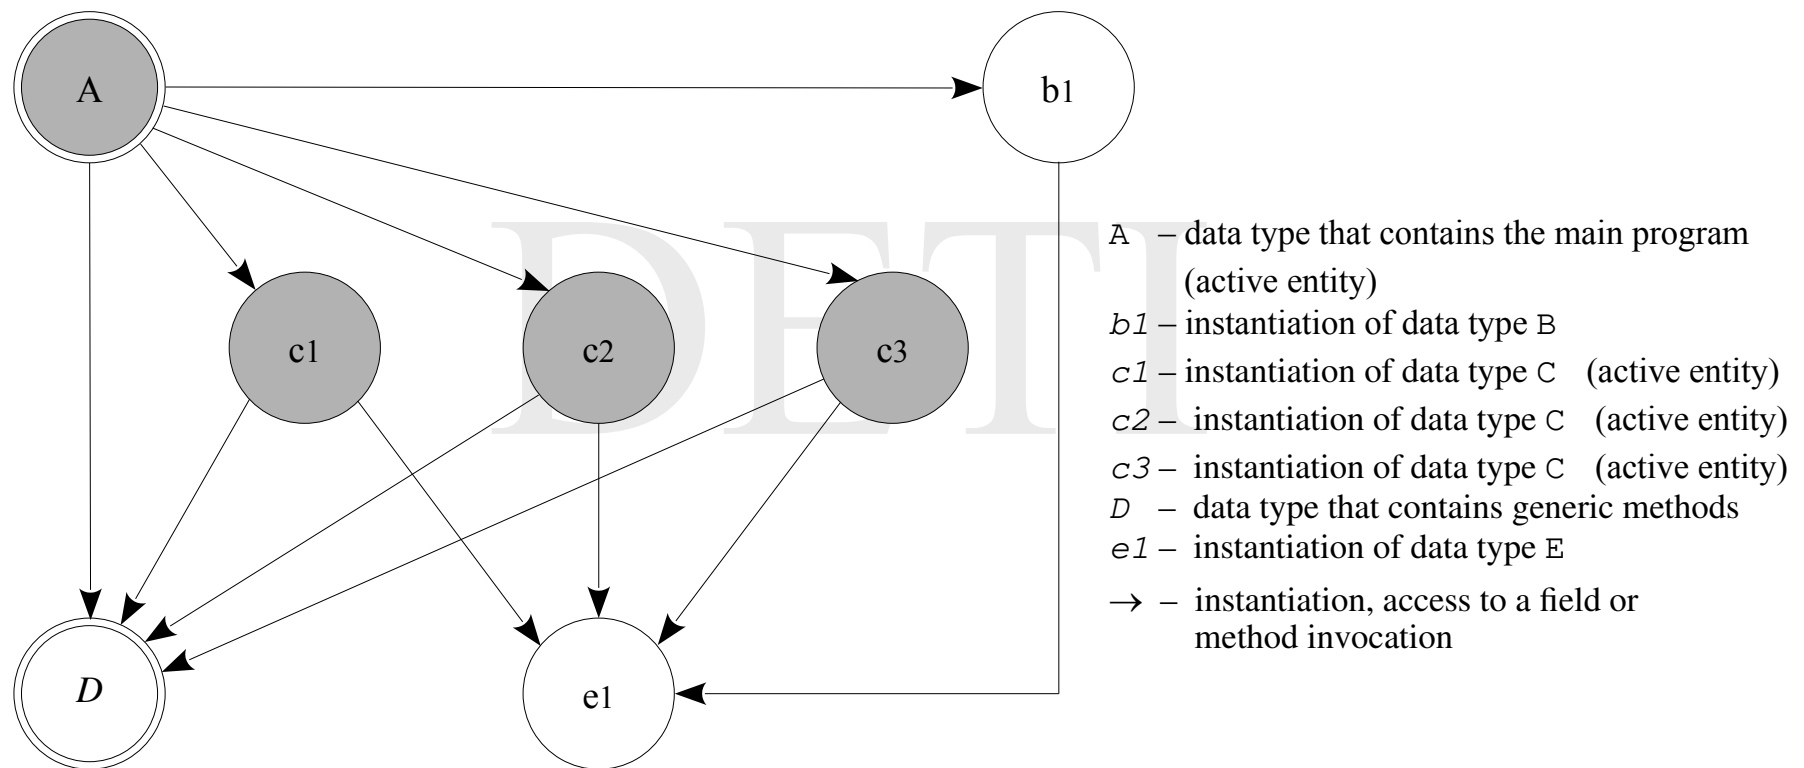 A
b1
c1
c2
c3
D
e1
DETI
A – data type that contains the main program
(active entity)
b1 – instantiation of data type B
c1 – instantiation of data type C (active entity)
c2 – instantiation of data type C (active entity)
c3 – instantiation of data type C (active entity)
D – data type that contains generic methods
e1 – instantiation of data type E
→ – instantiation, access to a field or
method invocation